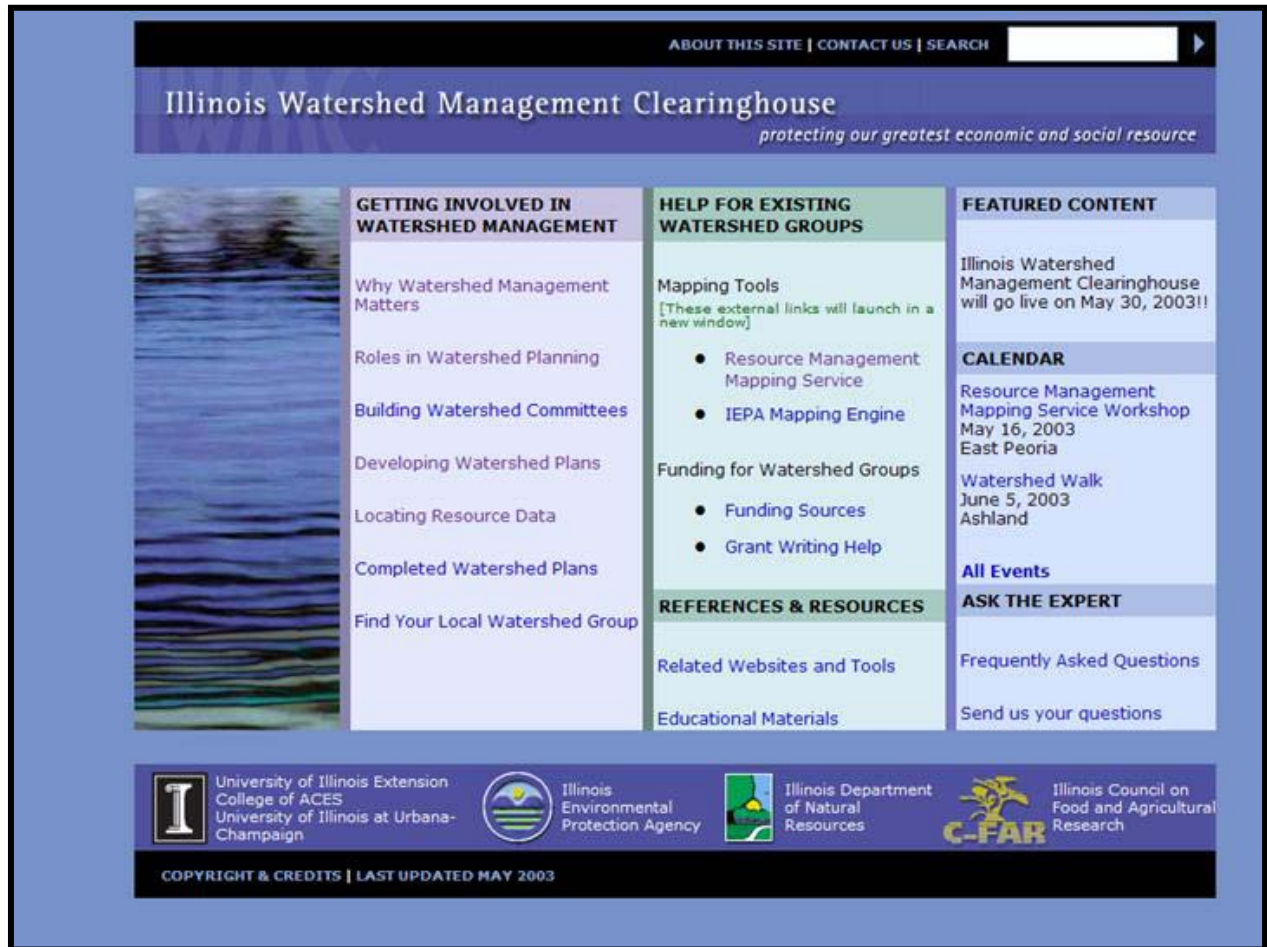 ABOUT THIS SITE | CONTACT US | SEARCH
IWMC
Illinois Watershed Management Clearinghouse
protecting our greatest economic and social resource
GETTING INVOLVED IN
WATERSHED MANAGEMENT
Why Watershed Management
Matters
Roles in Watershed Planning
Building Watershed Committees
Developing Watershed Plans
Locating Resource Data
Completed Watershed Plans
Find Your Local Watershed Group
HELP FOR EXISTING
WATERSHED GROUPS
Mapping Tools
[These external links will launch in a
new window]
• Resource Management
Mapping Service
• IEPA Mapping Engine
Funding for Watershed Groups
• Funding Sources
• Grant Writing Help
REFERENCES & RESOURCES
Related Websites and Tools
Educational Materials
FEATURED CONTENT
Illinois Watershed
Management Clearinghouse
will go live on May 30, 2003!!
CALENDAR
Resource Management
Mapping Service Workshop
May 16, 2003
East Peoria
Watershed Walk
June 5, 2003
Ashland
All Events
ASK THE EXPERT
Frequently Asked Questions
Send us your questions
I
University of Illinois Extension
College of ACES
University of Illinois at Urbana-
Champaign
Illinois
Environmental
Protection Agency
Illinois Department
of Natural
Resources
C-FAR
Illinois Council on
Food and Agricultural
Research
COPYRIGHT & CREDITS | LAST UPDATED MAY 2003